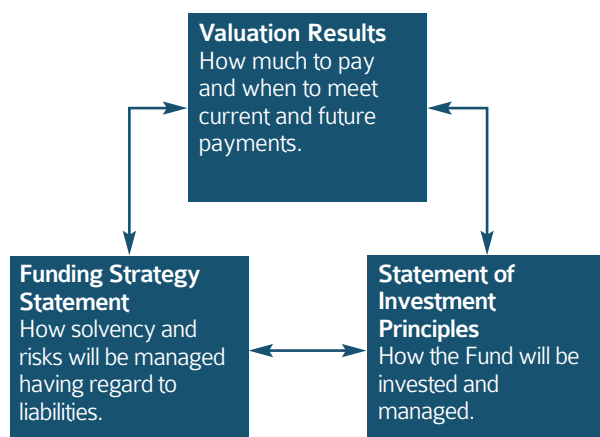 Valuation Results
How much to pay
and when to meet
current and future
payments.
Funding Strategy
Statement
How solvency and
risks will be managed
having regard to
liabilities.
Statement of
Investment
Principles
How the Fund will be
invested and
managed.